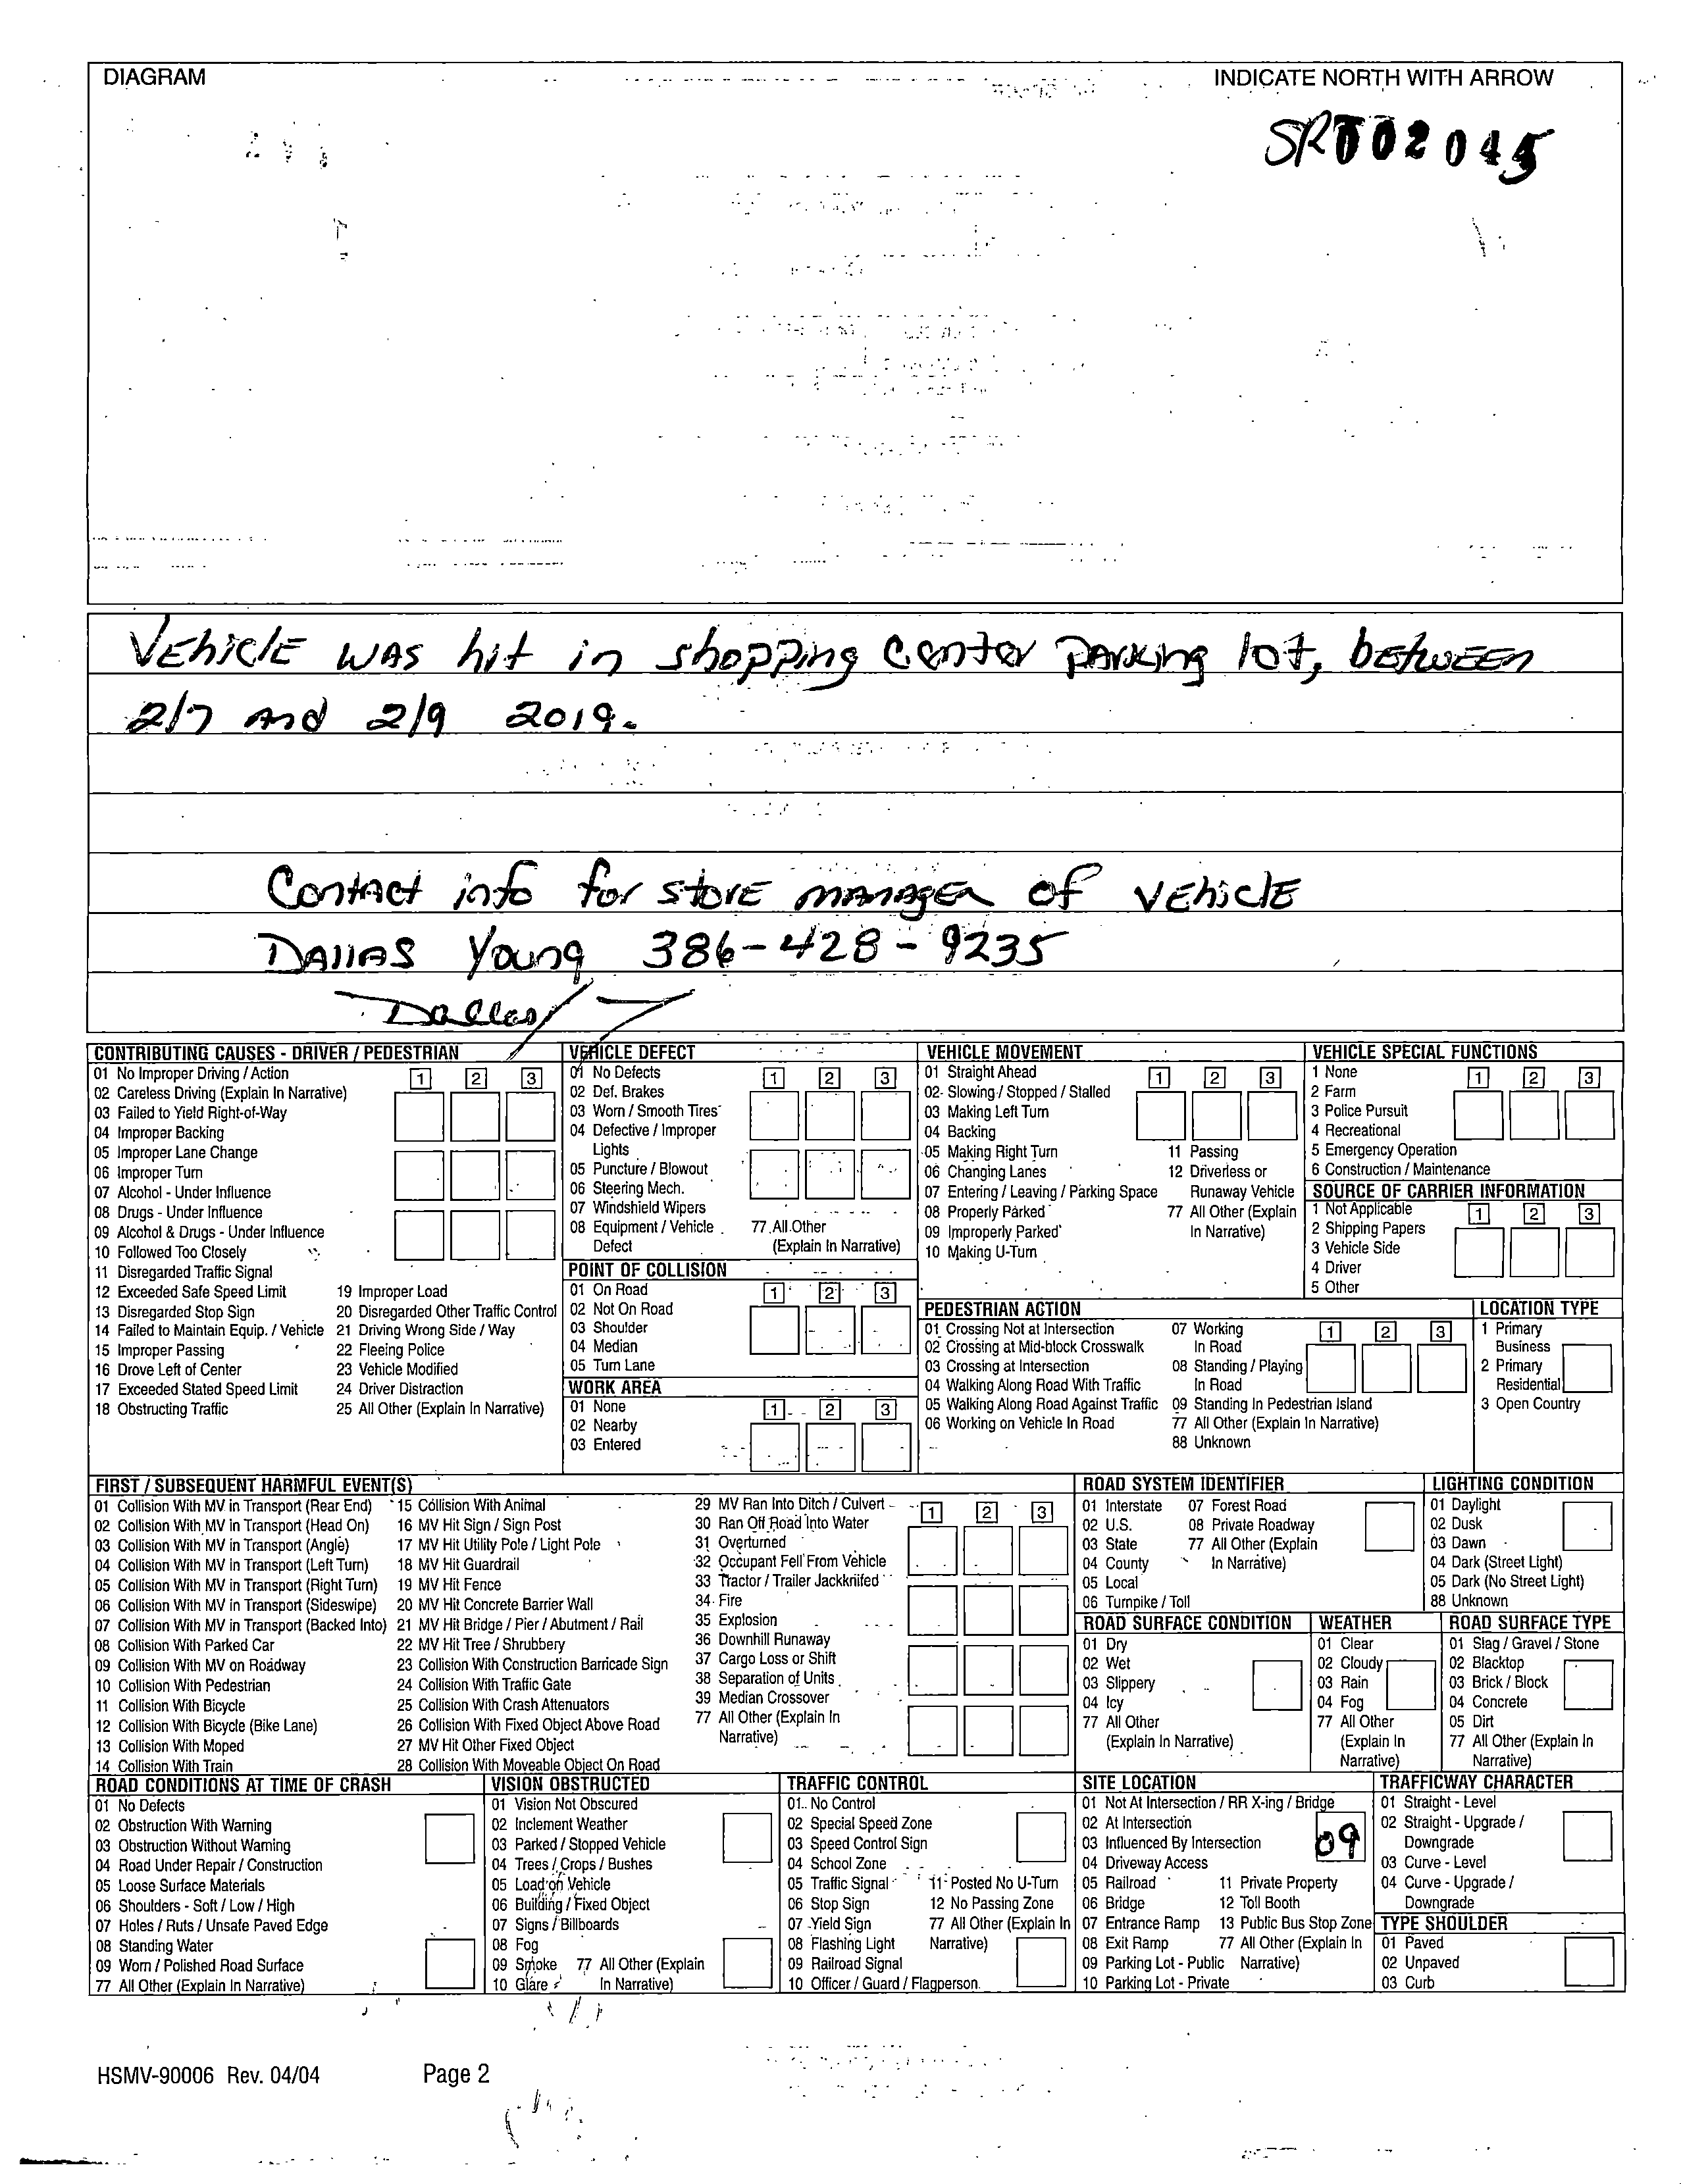 DIAGRAM INDICATE NORTH WITH ARROW
VEhiclE WAS hit in shopping Center PArking lot, betwEEn
2/7 And 2/9 2019.
ContAct info for storE mAnAgEr of VEhiclE
DAllAS Young 386-428-9235
Dallas Y
CONTRIBUTING CAUSES - DRIVER / PEDESTRIAN
01 No Improper Driving / Action
1 2 3
02 Careless Driving (Explain In Narrative)
03 Failed to Yield Right-of-Way
04 Improper Backing
05 Improper Lane Change
06 Improper Turn
07 Alcohol - Under Influence
08 Drugs - Under Influence
09 Alcohol & Drugs - Under Influence
10 Followed Too Closely
11 Disregarded Traffic Signal
12 Exceeded Safe Speed Limit
13 Disregarded Stop Sign
14 Failed to Maintain Equip. / Vehicle
15 Improper Passing
16 Drove Left of Center
17 Exceeded Stated Speed Limit
18 Obstructing Traffic
19 Improper Load
20 Disregarded Other Traffic Control
21 Driving Wrong Side / Way
22 Fleeing Police
23 Vehicle Modified
24 Driver Distraction
25 All Other (Explain In Narrative)
VEHICLE DEFECT
01 No Defects
1 2 3
02 Def. Brakes
03 Worn / Smooth Tires
04 Defective / Improper
Lights
05 Puncture / Blowout
06 Steering Mech.
07 Windshield Wipers
08 Equipment / Vehicle
Defect
77 All Other
(Explain In Narrative)
POINT OF COLLISION
01 On Road
1 2 3
02 Not On Road
03 Shoulder
04 Median
05 Turn Lane
WORK AREA
01 None
1 2 3
02 Nearby
03 Entered
VEHICLE MOVEMENT
01 Straight Ahead
1 2 3
02 Slowing / Stopped / Stalled
03 Making Left Turn
04 Backing
05 Making Right Turn
06 Changing Lanes
07 Entering / Leaving / Parking Space
08 Properly Parked
09 Improperly Parked
10 Making U-Turn
11 Passing
12 Driverless or
Runaway Vehicle
77 All Other (Explain
In Narrative)
VEHICLE SPECIAL FUNCTIONS
1 None
1 2 3
2 Farm
3 Police Pursuit
4 Recreational
5 Emergency Operation
6 Construction / Maintenance
SOURCE OF CARRIER INFORMATION
1 Not Applicable
1 2 3
2 Shipping Papers
3 Vehicle Side
4 Driver
5 Other
PEDESTRIAN ACTION
01 Crossing Not at Intersection
02 Crossing at Mid-block Crosswalk
03 Crossing at Intersection
04 Walking Along Road With Traffic
05 Walking Along Road Against Traffic
06 Working on Vehicle In Road
07 Working
In Road
1 2 3
08 Standing / Playing
In Road
09 Standing In Pedestrian Island
77 All Other (Explain In Narrative)
88 Unknown
LOCATION TYPE
1 Primary
Business
2 Primary
Residential
3 Open Country
FIRST / SUBSEQUENT HARMFUL EVENT(S)
01 Collision With MV in Transport (Rear End)
02 Collision With MV in Transport (Head On)
03 Collision With MV in Transport (Angle)
04 Collision With MV in Transport (Left Turn)
05 Collision With MV in Transport (Right Turn)
06 Collision With MV in Transport (Sideswipe)
07 Collision With MV in Transport (Backed Into)
08 Collision With Parked Car
09 Collision With MV on Roadway
10 Collision With Pedestrian
11 Collision With Bicycle
12 Collision With Bicycle (Bike Lane)
13 Collision With Moped
14 Collision With Train
15 Collision With Animal
16 MV Hit Sign / Sign Post
17 MV Hit Utility Pole / Light Pole
18 MV Hit Guardrail
19 MV Hit Fence
20 MV Hit Concrete Barrier Wall
21 MV Hit Bridge / Pier / Abutment / Rail
22 MV Hit Tree / Shrubbery
23 Collision With Construction Barricade Sign
24 Collision With Traffic Gate
25 Collision With Crash Attenuators
26 Collision With Fixed Object Above Road
27 MV Hit Other Fixed Object
28 Collision With Moveable Object On Road
29 MV Ran Into Ditch / Culvert
1 2 3
30 Ran Off Road Into Water
31 Overturned
32 Occupant Fell From Vehicle
33 Tractor / Trailer Jackknifed
34 Fire
35 Explosion
36 Downhill Runaway
37 Cargo Loss or Shift
38 Separation of Units
39 Median Crossover
77 All Other (Explain In
Narrative)
ROAD SYSTEM IDENTIFIER
01 Interstate
02 U.S.
03 State
04 County
05 Local
06 Turnpike / Toll
07 Forest Road
08 Private Roadway
77 All Other (Explain
In Narrative)
LIGHTING CONDITION
01 Daylight
02 Dusk
03 Dawn
04 Dark (Street Light)
05 Dark (No Street Light)
88 Unknown
ROAD SURFACE CONDITION
01 Dry
02 Wet
03 Slippery
04 Icy
77 All Other
(Explain In Narrative)
WEATHER
01 Clear
02 Cloudy
03 Rain
04 Fog
77 All Other
(Explain In
Narrative)
ROAD SURFACE TYPE
01 Slag / Gravel / Stone
02 Blacktop
03 Brick / Block
04 Concrete
05 Dirt
77 All Other (Explain In
Narrative)
ROAD CONDITIONS AT TIME OF CRASH
01 No Defects
02 Obstruction With Warning
03 Obstruction Without Warning
04 Road Under Repair / Construction
05 Loose Surface Materials
06 Shoulders - Soft / Low / High
07 Holes / Ruts / Unsafe Paved Edge
08 Standing Water
09 Worn / Polished Road Surface
77 All Other (Explain In Narrative)
VISION OBSTRUCTED
01 Vision Not Obscured
02 Inclement Weather
03 Parked / Stopped Vehicle
04 Trees / Crops / Bushes
05 Load on Vehicle
06 Building / Fixed Object
07 Signs / Billboards
08 Fog
09 Smoke
10 Glare
77 All Other (Explain
In Narrative)
TRAFFIC CONTROL
01 No Control
02 Special Speed Zone
03 Speed Control Sign
04 School Zone
05 Traffic Signal
06 Stop Sign
07 Yield Sign
08 Flashing Light
09 Railroad Signal
10 Officer / Guard / Flagperson
11 Posted No U-Turn
12 No Passing Zone
77 All Other (Explain In
Narrative)
SITE LOCATION
01 Not At Intersection / RR X-ing / Bridge
02 At Intersection
03 Influenced By Intersection
09
04 Driveway Access
05 Railroad
06 Bridge
07 Entrance Ramp
08 Exit Ramp
09 Parking Lot - Public
10 Parking Lot - Private
11 Private Property
12 Toll Booth
13 Public Bus Stop Zone
77 All Other (Explain In
Narrative)
TRAFFICWAY CHARACTER
01 Straight - Level
02 Straight - Upgrade /
Downgrade
03 Curve - Level
04 Curve - Upgrade /
Downgrade
TYPE SHOULDER
01 Paved
02 Unpaved
03 Curb
HSMV-90006 Rev. 04/04 Page 2